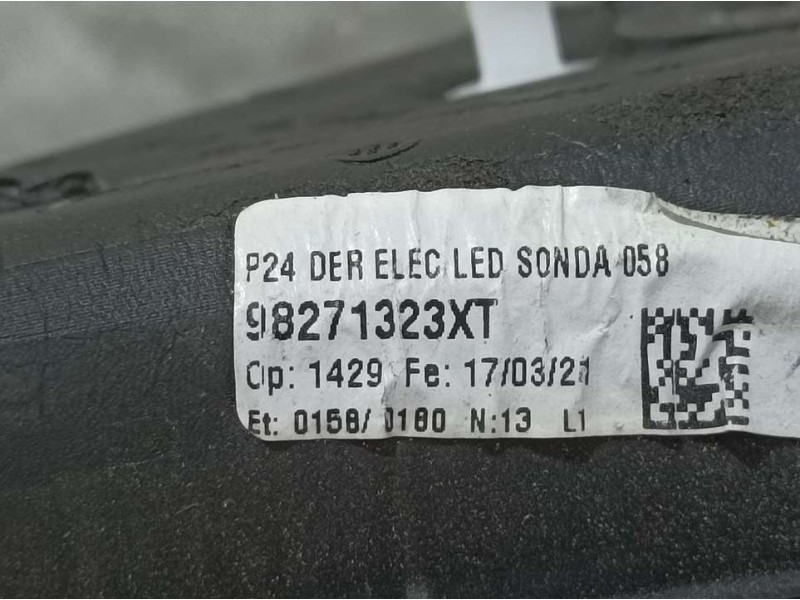 P24 DER ELEC LED SONDA 058
98271323XT
Op: 1429 Fe: 17/03/21
Et: 0158/ 0180 N:13 L1